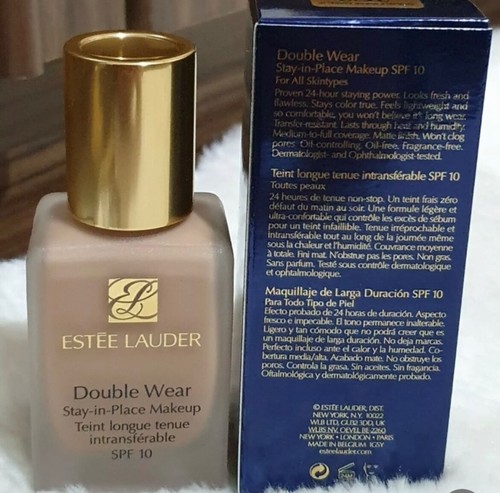 ESTĒE LAUDER
Double Wear
Stay-in-Place Makeup
Teint longue tenue
intransférable
SPF 10
Double Wear
Stay-in-Place Makeup SPF 10
For All Skintypes
Proven 24-hour staying power. Looks fresh and
flawless. Stays color true. Feels lightweight and
so comfortable, you won't believe it's long wear.
Transfer-resistant. Lasts through heat and humidity.
Medium-to-full coverage. Matte finish. Won't clog
pores. Oil-controlling. Oil-free. Fragrance-free.
Dermatologist- and Ophthalmologist-tested.
Teint longue tenue intransférable SPF 10
Toutes peaux
24 heures de tenue non-stop. Un teint frais zéro
défaut du matin au soir. Une formule légère et
ultra-confortable qui contrôle les excès de sébum
pour un teint infaillible. Tenue irréprochable et
intransférable tout au long de la journée même
sous la chaleur et l'humidité. Couvrance moyenne
à totale. Fini mat. N'obstrue pas les pores. Non gras.
Sans parfum. Testé sous contrôle dermatologique
et ophtalmologique.
Maquillaje de Larga Duración SPF 10
Para Todo Tipo de Piel
Efecto probado de 24 horas de duración. Aspecto
fresco e impecable. El tono permanece inalterable.
Ligero y tan cómodo que no podrá creer que es
un maquillaje de larga duración. No deja marcas.
Perfecto incluso ante el calor y la humedad. Co-
bertura media/alta. Acabado mate. No obstruye los
poros. Controla la grasa. Sin aceites. Sin fragancia.
Oftalmológica y dermatológicamente probado.
© ESTĒE LAUDER, DIST.
NEW YORK, N.Y. 10022
WLIJ LTD, GU32 1DD, UK
NEW YORK • LONDON • PARIS
MADE IN BELGIUM
esteelauder.com